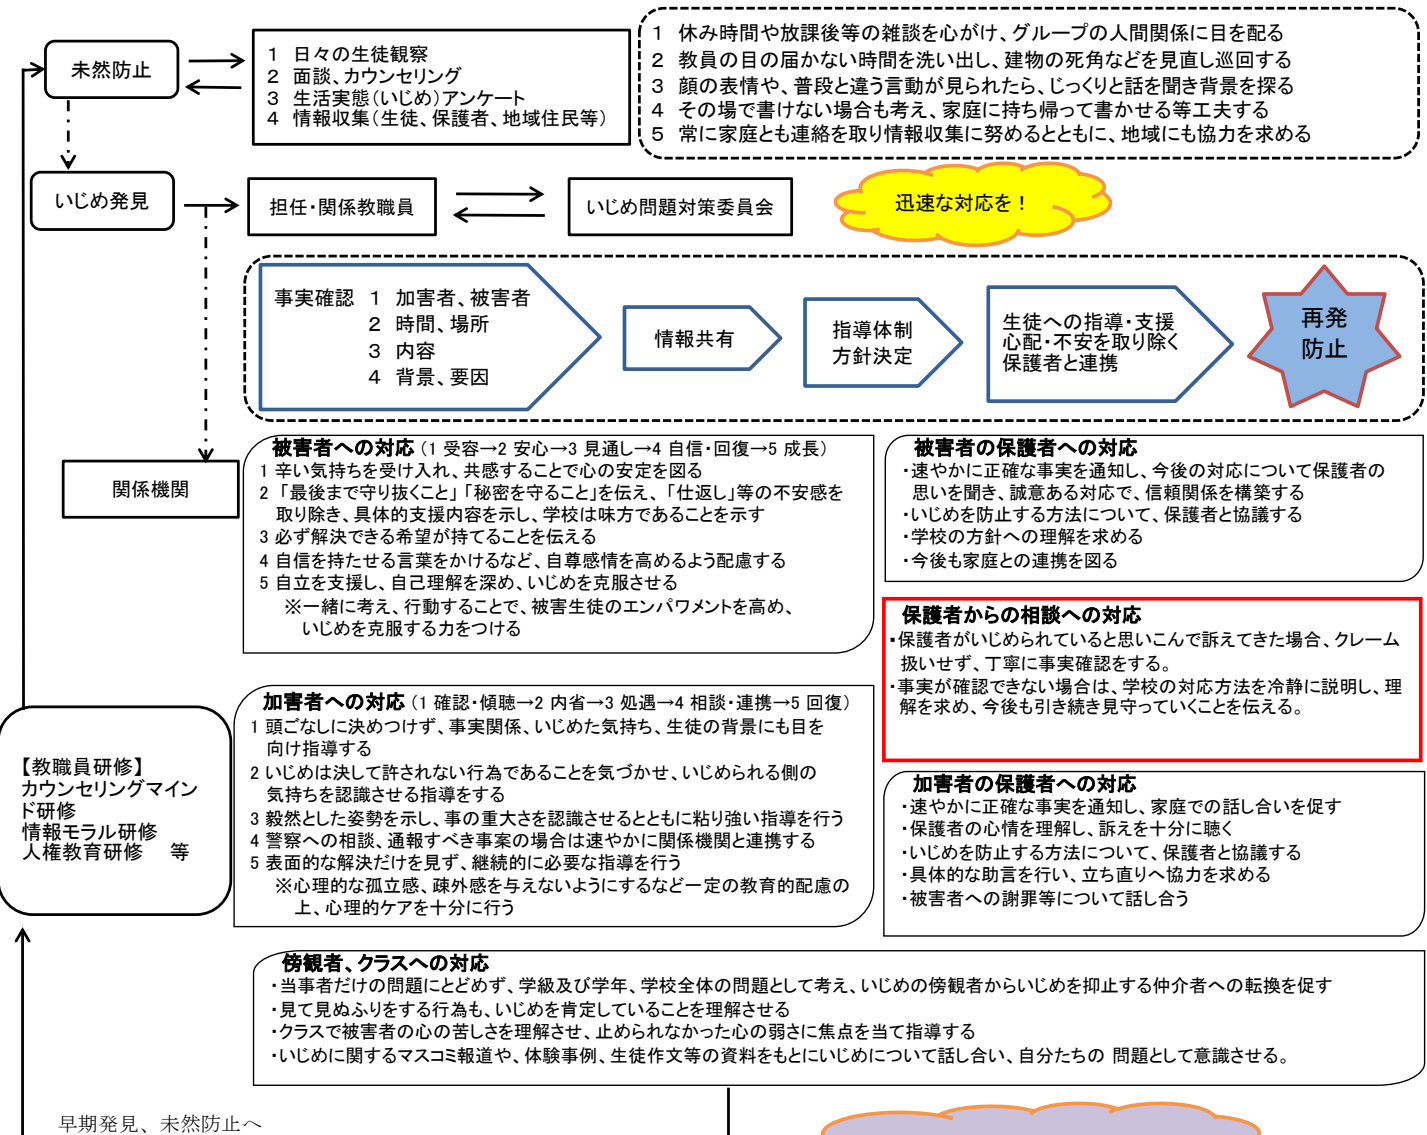 未然防止
1 日々の生徒観察
2 面談、カウンセリング
3 生活実態(いじめ)アンケート
4 情報収集(生徒、保護者、地域住民等)
1 休み時間や放課後等の雑談を心がけ、グループの人間関係に目を配る
2 教員の目の届かない時間を洗い出し、建物の死角などを見直し巡回する
3 顔の表情や、普段と違う言動が見られたら、じっくりと話を聞き背景を探る
4 その場で書けない場合も考え、家庭に持ち帰って書かせる等工夫する
5 常に家庭とも連絡を取り情報収集に努めるとともに、地域にも協力を求める
いじめ発見
担任・関係教職員
いじめ問題対策委員会
迅速な対応を！
事実確認 1 加害者、被害者
2 時間、場所
3 内容
4 背景、要因
情報共有
指導体制
方針決定
生徒への指導・支援
心配・不安を取り除く
保護者と連携
再発
防止
関係機関
被害者への対応(1 受容→2 安心→3 見通し→4 自信・回復→5 成長)
1 辛い気持ちを受け入れ、共感することで心の安定を図る
2 「最後まで守り抜くこと」「秘密を守ること」を伝え、「仕返し」等の不安感を
取り除き、具体的支援内容を示し、学校は味方であることを示す
3 必ず解決できる希望が持てることを伝える
4 自信を持たせる言葉をかけるなど、自尊感情を高めるよう配慮する
5 自立を支援し、自己理解を深め、いじめを克服させる
※一緒に考え、行動することで、被害生徒のエンパワメントを高め、
いじめを克服する力をつける
被害者の保護者への対応
・速やかに正確な事実を通知し、今後の対応について保護者の
思いを聞き、誠意ある対応で、信頼関係を構築する
・いじめを防止する方法について、保護者と協議する
・学校の方針への理解を求める
・今後も家庭との連携を図る
保護者からの相談への対応
・保護者がいじめられていると思いこんで訴えてきた場合、クレーム
扱いせず、丁寧に事実確認をする。
・事実が確認できない場合は、学校の対応方法を冷静に説明し、理
解を求め、今後も引き続き見守っていくことを伝える。
加害者への対応(1 確認・傾聴→2 内省→3 処遇→4 相談・連携→5 回復)
1 頭ごなしに決めつけず、事実関係、いじめた気持ち、生徒の背景にも目を
向け指導する
2 いじめは決して許されない行為であることを気づかせ、いじめられる側の
気持ちを認識させる指導をする
3 毅然とした姿勢を示し、事の重大さを認識させるとともに粘り強い指導を行う
4 警察への相談、通報すべき事案の場合は速やかに関係機関と連携する
5 表面的な解決だけを見ず、継続的に必要な指導を行う
※心理的な孤立感、疎外感を与えないようにするなど一定の教育的配慮の
上、心理的ケアを十分に行う
【教職員研修】
カウンセリングマイン
ド研修
情報モラル研修
人権教育研修 等
加害者の保護者への対応
・速やかに正確な事実を通知し、家庭での話し合いを促す
・保護者の心情を理解し、訴えを十分に聴く
・いじめを防止する方法について、保護者と協議する
・具体的な助言を行い、立ち直りへ協力を求める
・被害者への謝罪等について話し合う
傍観者、クラスへの対応
・当事者だけの問題にとどめず、学級及び学年、学校全体の問題として考え、いじめの傍観者からいじめを抑止する仲介者への転換を促す
・見て見ぬふりをする行為も、いじめを肯定していることを理解させる
・クラスで被害者の心の苦しさを理解させ、止められなかった心の弱さに焦点を当て指導する
・いじめに関するマスコミ報道や、体験事例、生徒作文等の資料をもとにいじめについて話し合い、自分たちの 問題として意識させる。
早期発見、未然防止へ